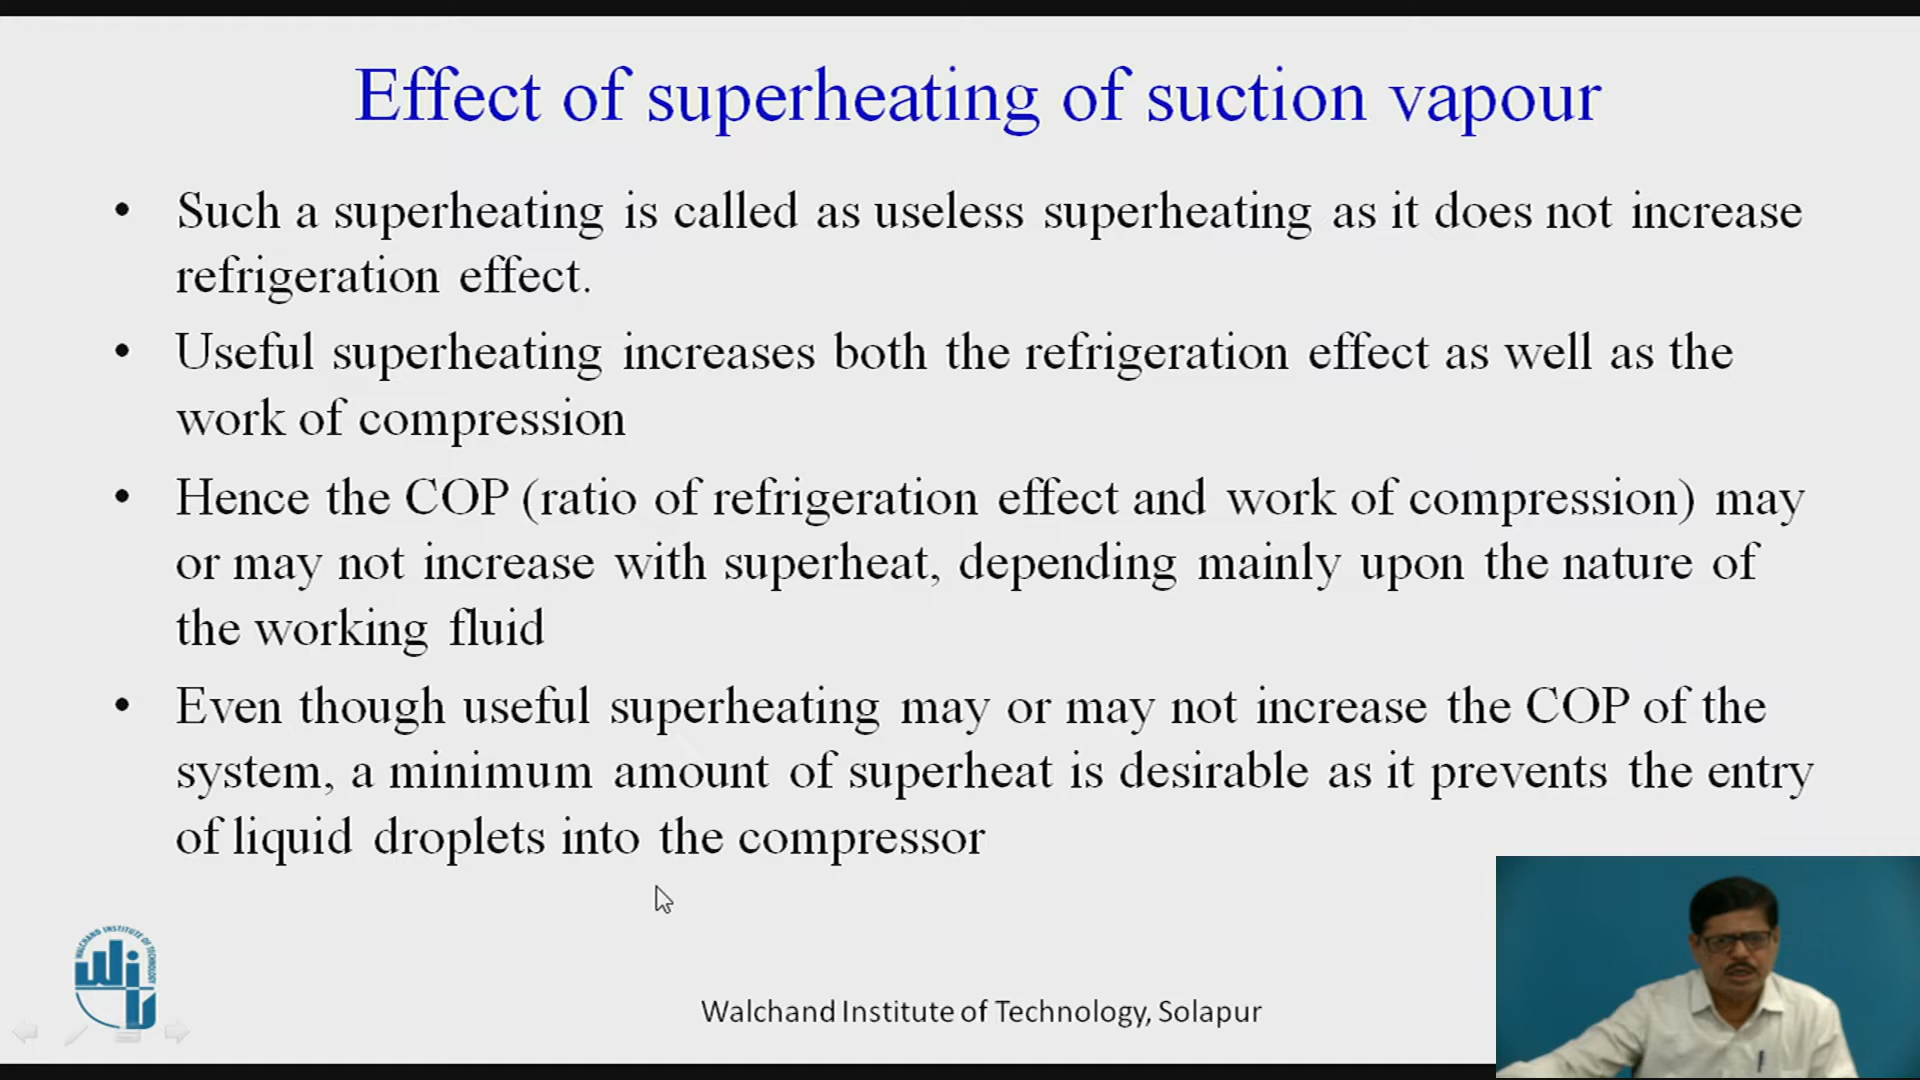 Effect of superheating of suction vapour
• Such a superheating is called as useless superheating as it does not increase
refrigeration effect.
• Useful superheating increases both the refrigeration effect as well as the
work of compression
• Hence the COP (ratio of refrigeration effect and work of compression) may
or may not increase with superheat, depending mainly upon the nature of
the working fluid
• Even though useful superheating may or may not increase the COP of the
system, a minimum amount of superheat is desirable as it prevents the entry
of liquid droplets into the compressor
WALCHAND INSTITUTE OF TECHNOLOGY
WIT
Walchand Institute of Technology, Solapur